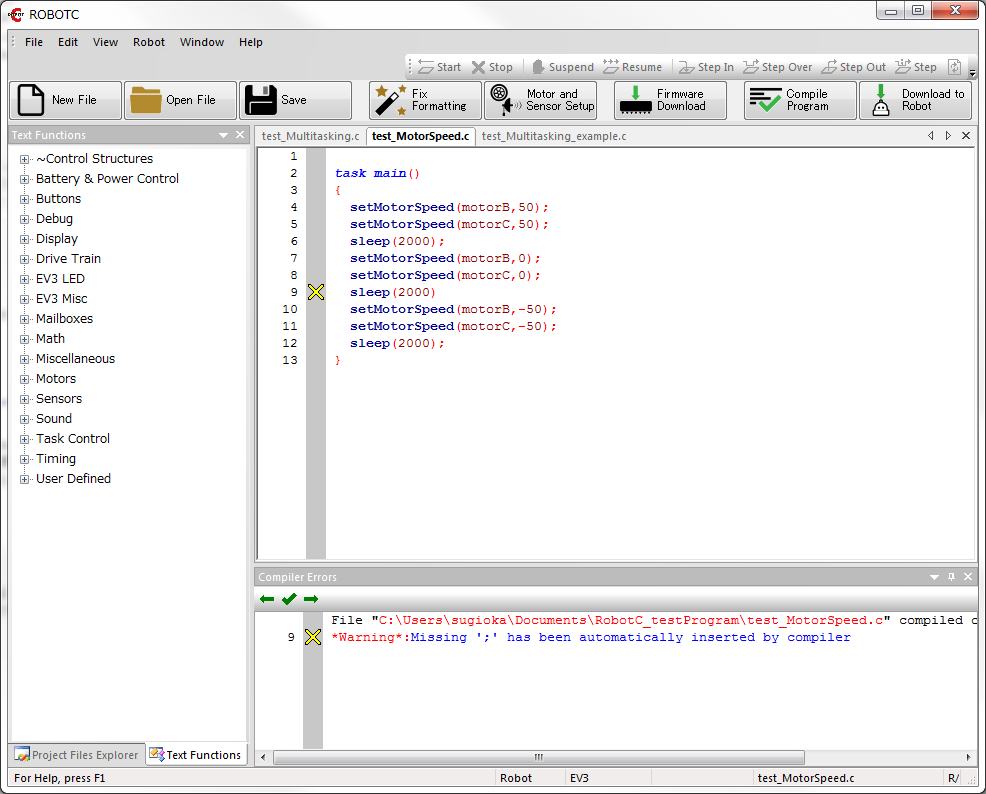 ROBOTC
File Edit View Robot Window Help
Start Stop Suspend Resume Step In Step Over Step Out Step
New File Open File Save Fix Formatting Motor and Sensor Setup Firmware Download Compile Program Download to Robot
Text Functions
~Control Structures
Battery & Power Control
Buttons
Debug
Display
Drive Train
EV3 LED
EV3 Misc
Mailboxes
Math
Miscellaneous
Motors
Sensors
Sound
Task Control
Timing
User Defined
Project Files Explorer Text Functions
test_Multitasking.c test_MotorSpeed.c test_Multitasking_example.c
1
2 task main()
3 {
4 setMotorSpeed(motorB,50);
5 setMotorSpeed(motorC,50);
6 sleep(2000);
7 setMotorSpeed(motorB,0);
8 setMotorSpeed(motorC,0);
9 sleep(2000)
10 setMotorSpeed(motorB,-50);
11 setMotorSpeed(motorC,-50);
12 sleep(2000);
13 }
Compiler Errors
File "C:\Users\sugioka\Documents\RobotC_testProgram\test_MotorSpeed.c" compiled
9 *Warning*:Missing ';' has been automatically inserted by compiler
For Help, press F1 Robot EV3 test_MotorSpeed.c R/